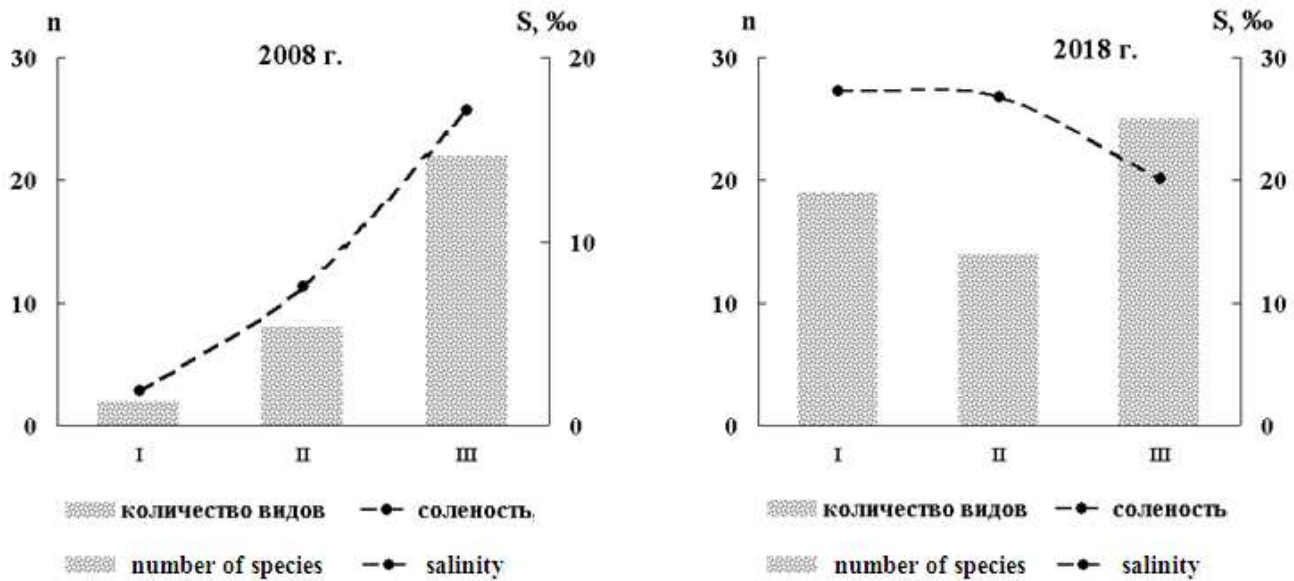 n
S, ‰
2008 г.
30
20
10
0
20
10
0
I
II
III
количество видов
соленость
number of species
salinity
n
S, ‰
2018 г.
30
20
10
0
30
20
10
0
I
II
III
количество видов
соленость
number of species
salinity